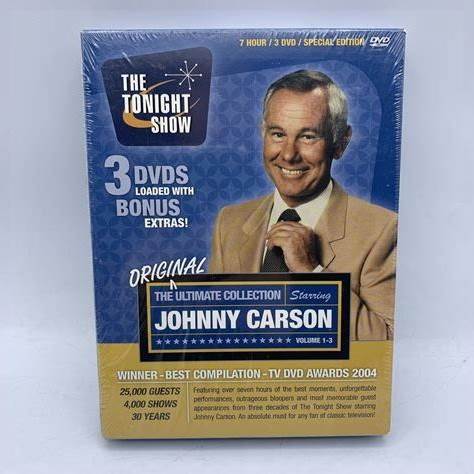 7 HOUR / 3 DVD / SPECIAL EDITION DVD
THE
TONIGHT
SHOW
3 DVDS
LOADED WITH
BONUS
EXTRAS!
ORIGINAL
THE ULTIMATE COLLECTION Starring
JOHNNY CARSON
VOLUME 1-3
WINNER - BEST COMPILATION - TV DVD AWARDS 2004
25,000 GUESTS
4,000 SHOWS
30 YEARS
Featuring over seven hours of the best moments, unforgettable
performances, outrageous bloopers and most memorable guest
appearances from three decades of The Tonight Show starring
Johnny Carson. An absolute must for any fan of classic television!